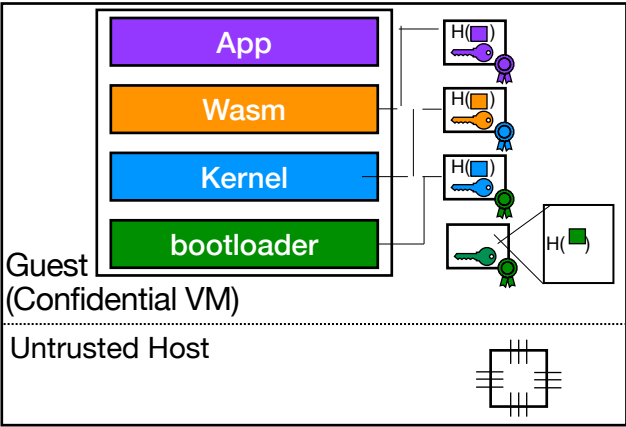 App
H( )
Wasm
H( )
Kernel
H( )
bootloader
H( )
Guest
(Confidential VM)
Untrusted Host